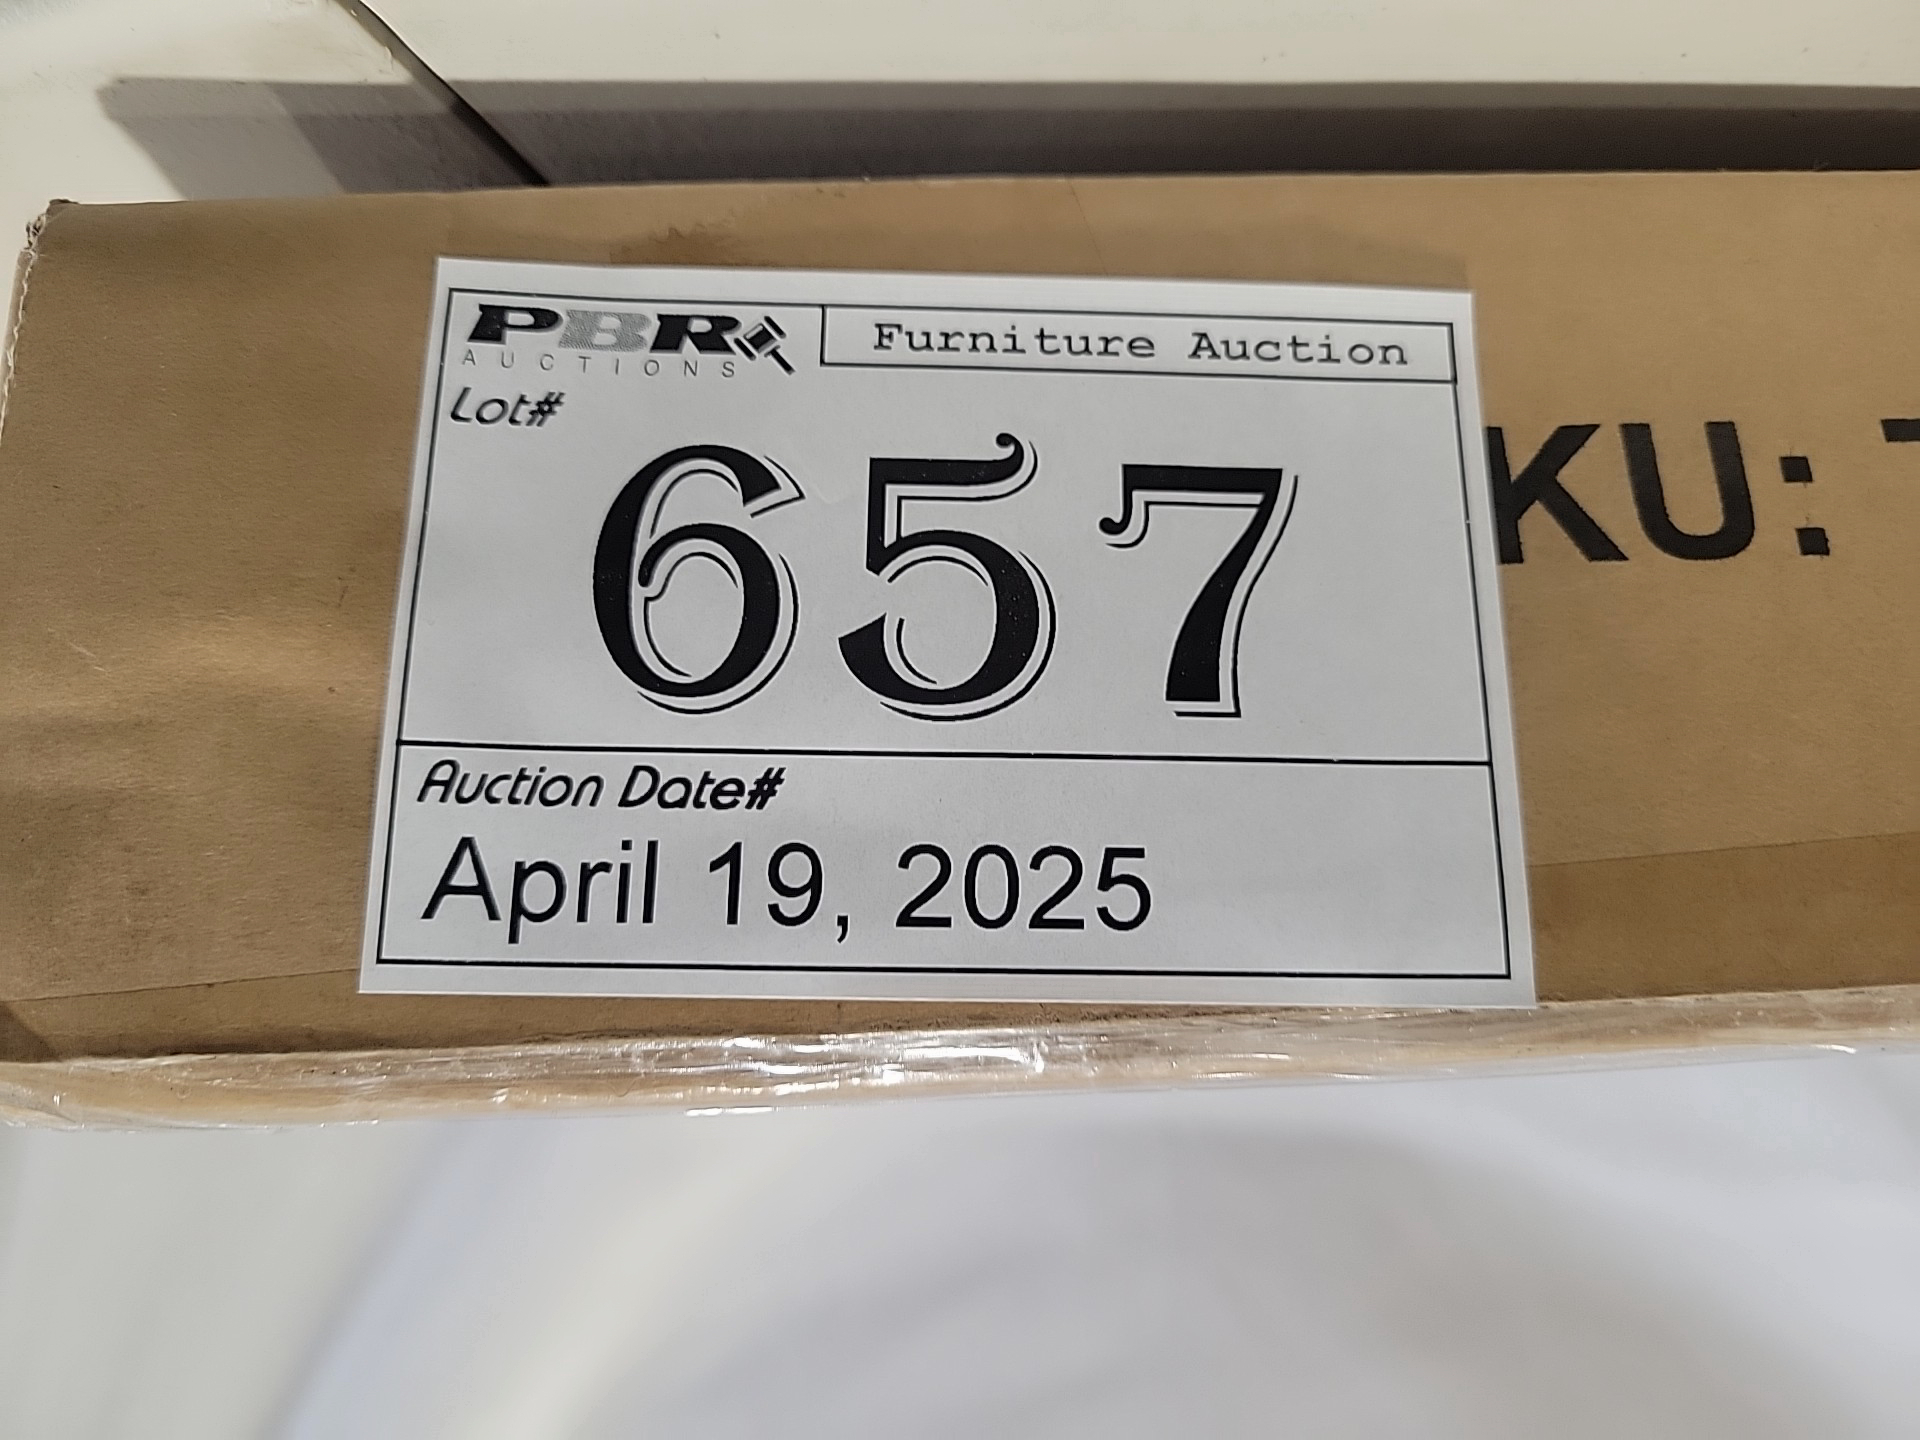 PBR
AUCTIONS
Furniture Auction
Lot#
657
KU:
Auction Date#
April 19, 2025